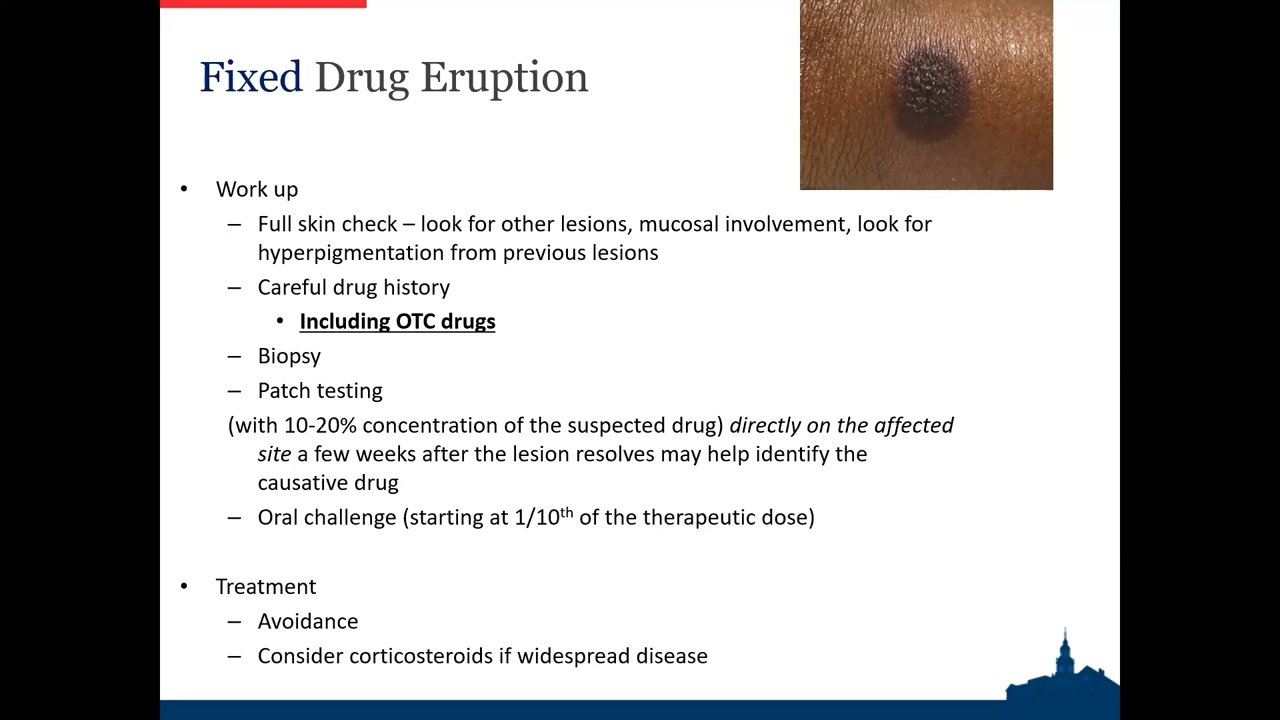 Fixed Drug Eruption
• Work up
– Full skin check – look for other lesions, mucosal involvement, look for
hyperpigmentation from previous lesions
– Careful drug history
• Including OTC drugs
– Biopsy
– Patch testing
(with 10-20% concentration of the suspected drug) directly on the affected
site a few weeks after the lesion resolves may help identify the
causative drug
– Oral challenge (starting at 1/10th of the therapeutic dose)
• Treatment
– Avoidance
– Consider corticosteroids if widespread disease